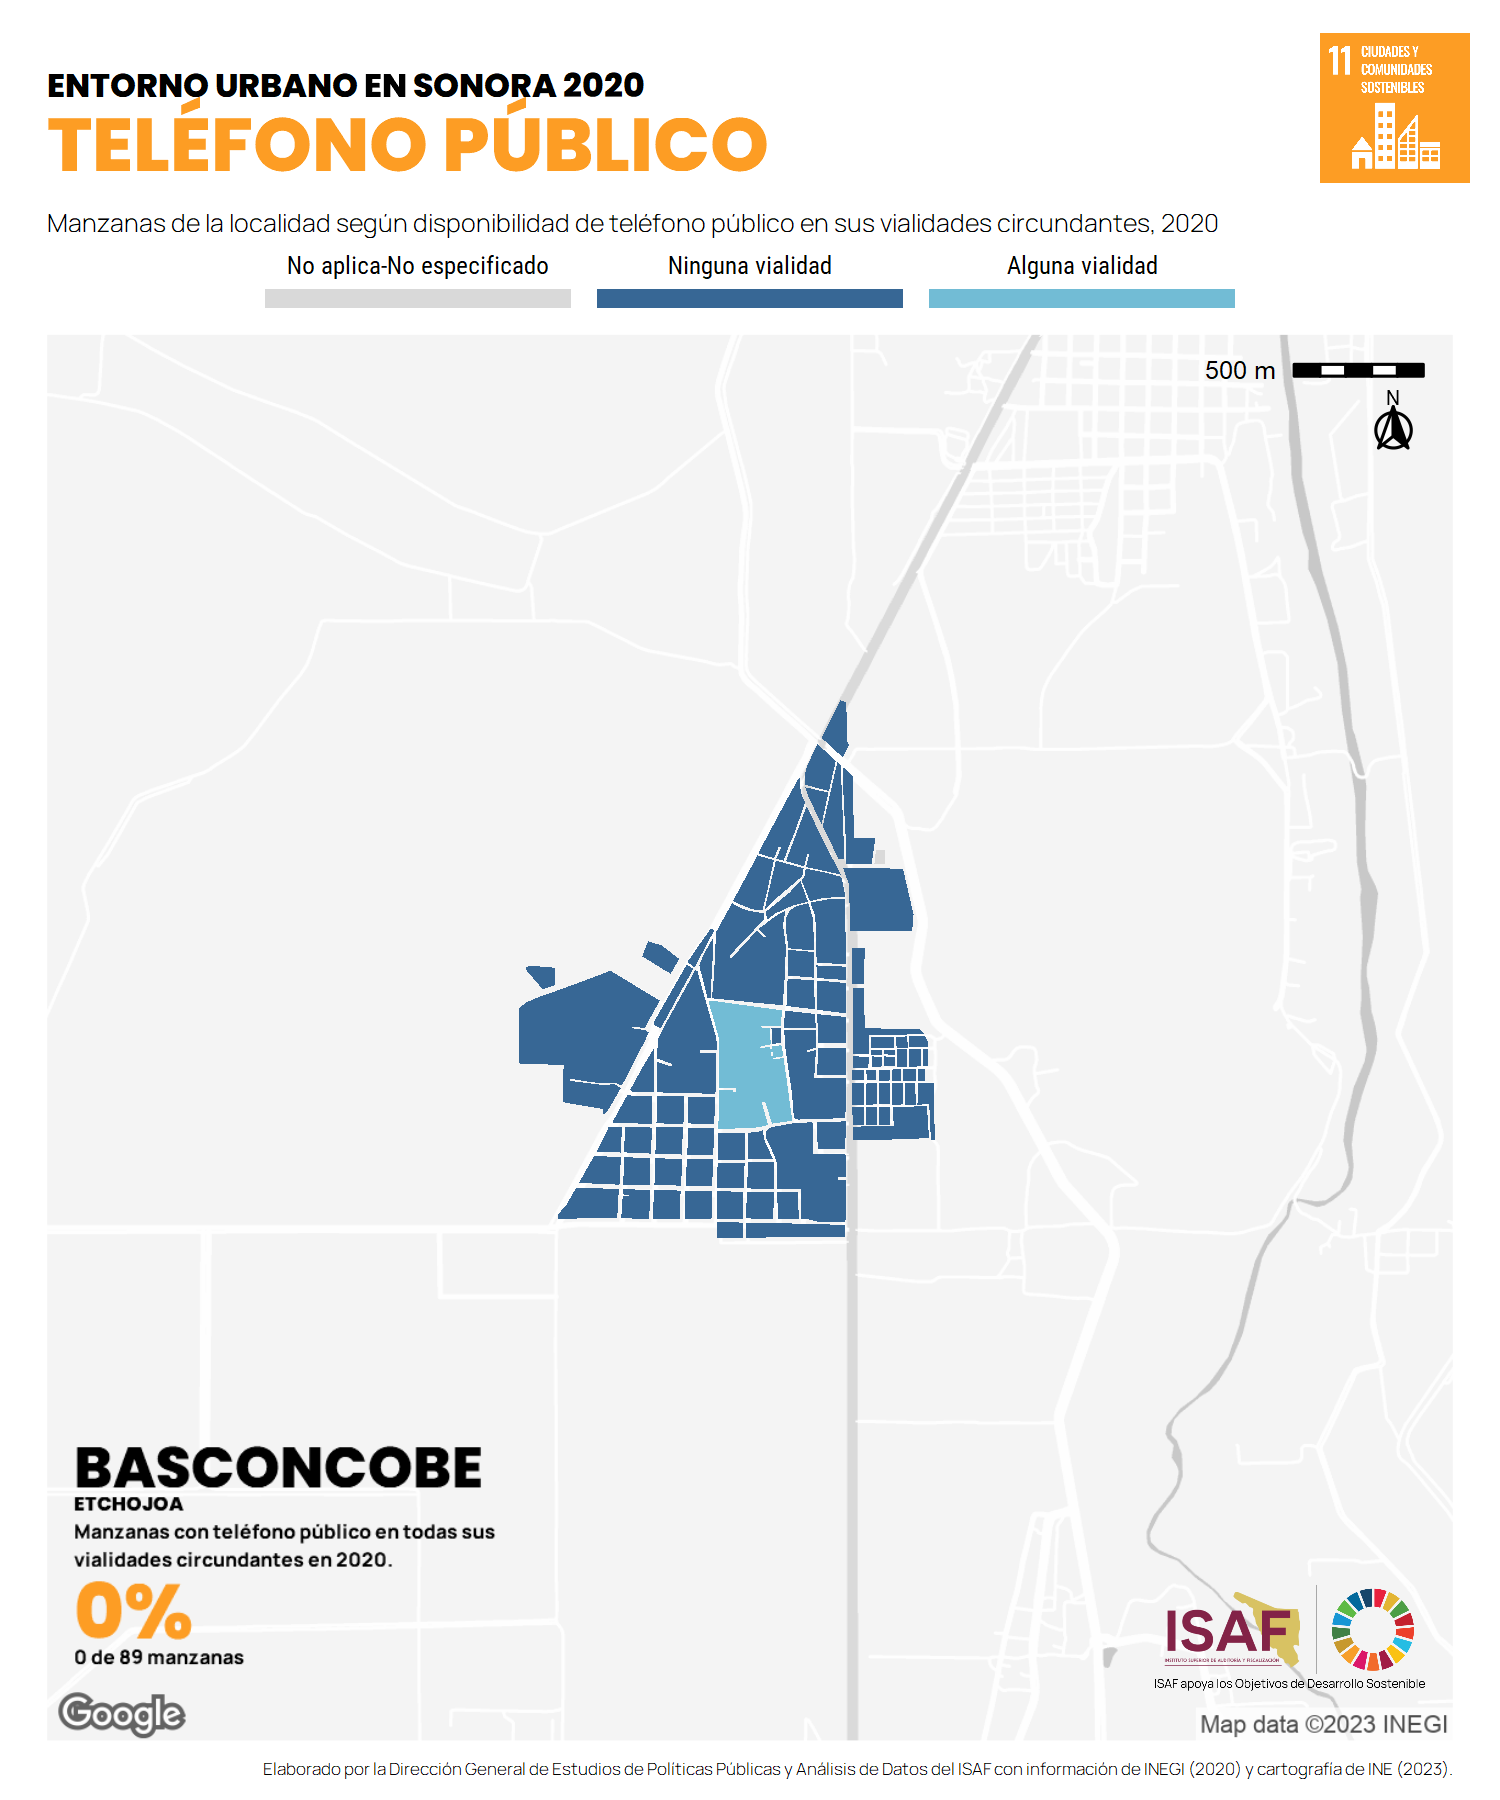 ENTORNO URBANO EN SONORA 2020
TELÉFONO PÚBLICO
11 CIUDADES Y
COMUNIDADES
SOSTENIBLES
Manzanas de la localidad según disponibilidad de teléfono público en sus vialidades circundantes, 2020
No aplica-No especificado
Ninguna vialidad
Alguna vialidad
500 m
N
BASCONCOBE
ETCHOJOA
Manzanas con teléfono público en todas sus
vialidades circundantes en 2020.
0%
0 de 89 manzanas
ISAF
INSTITUTO SUPERIOR DE AUDITORÍA Y FISCALIZACIÓN
ISAF apoya los Objetivos de Desarrollo Sostenible
Google
Map data ©2023 INEGI
Elaborado por la Dirección General de Estudios de Políticas Públicas y Análisis de Datos del ISAF con información de INEGI (2020) y cartografía de INE (2023).